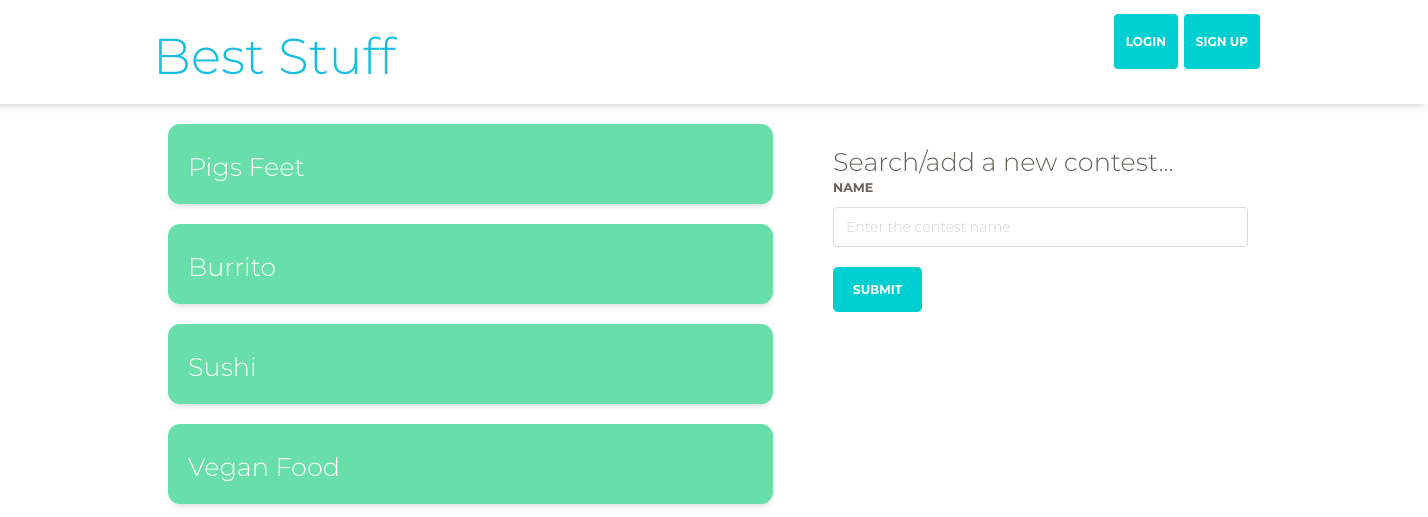 Best Stuff
LOGIN
SIGN UP
Pigs Feet
Burrito
Sushi
Vegan Food
Search/add a new contest...
NAME
Enter the contest name
SUBMIT